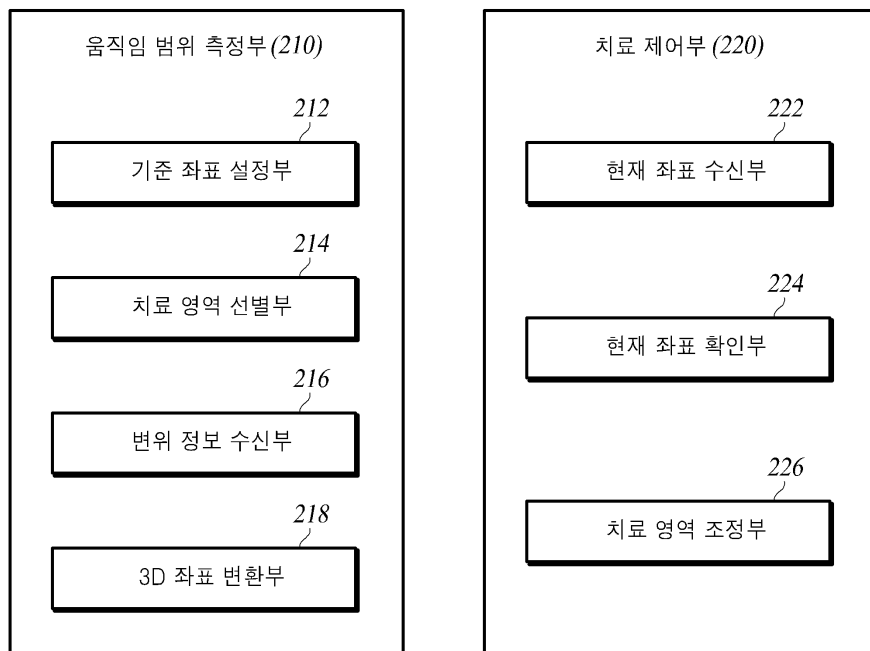 움직임 범위 측정부(210)
212
기준 좌표 설정부
214
치료 영역 선별부
216
변위 정보 수신부
218
3D 좌표 변환부
치료 제어부(220)
222
현재 좌표 수신부
224
현재 좌표 확인부
226
치료 영역 조정부